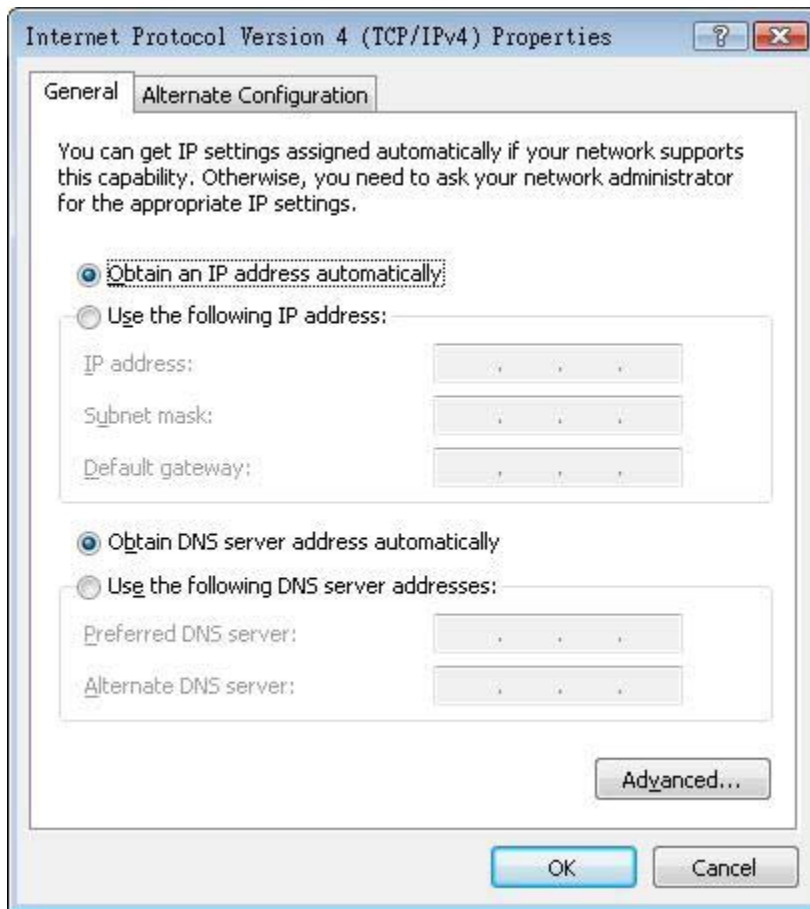 Internet Protocol Version 4 (TCP/IPv4) Properties
General
Alternate Configuration
You can get IP settings assigned automatically if your network supports
this capability. Otherwise, you need to ask your network administrator
for the appropriate IP settings.
Obtain an IP address automatically
Use the following IP address:
IP address:
Subnet mask:
Default gateway:
Obtain DNS server address automatically
Use the following DNS server addresses:
Preferred DNS server:
Alternate DNS server:
Advanced...
OK
Cancel